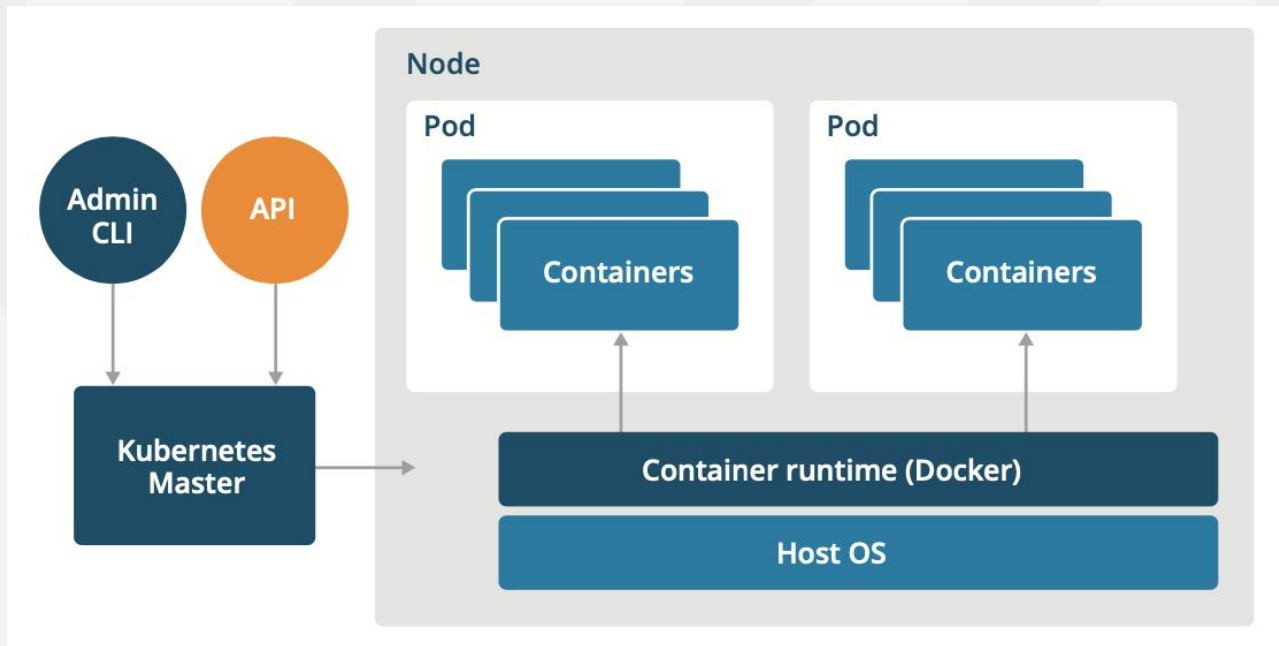 Node
Pod
Pod
Admin
CLI
API
Containers
Containers
Kubernetes
Master
Container runtime (Docker)
Host OS